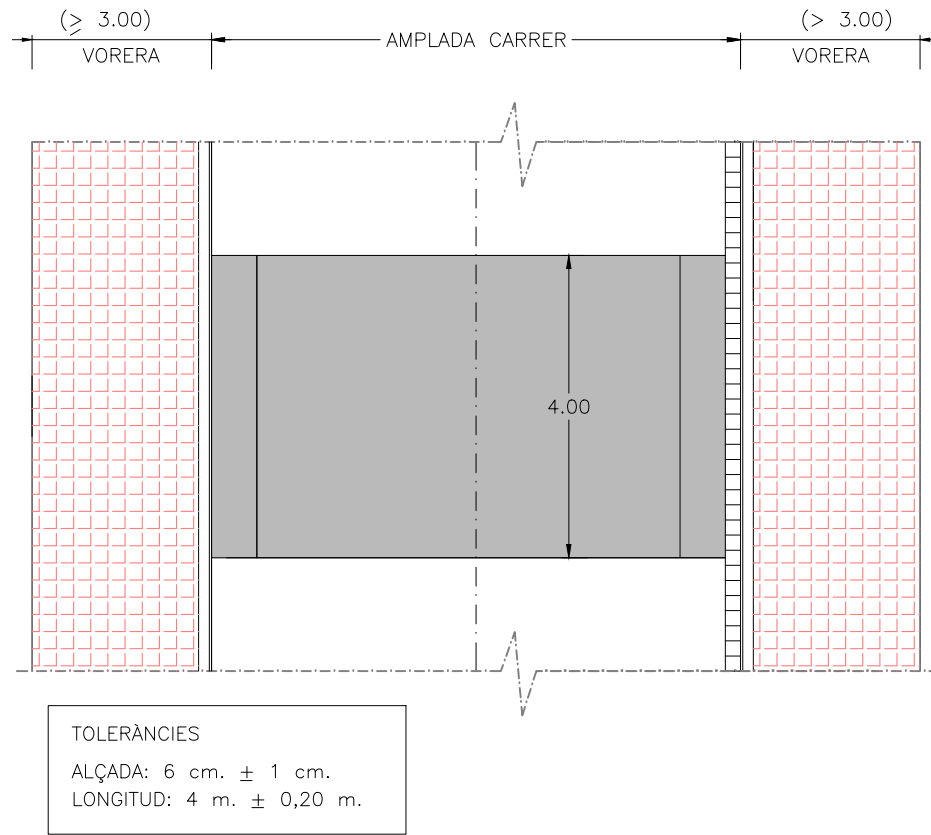 (≥ 3.00)
VORERA
AMPLADA CARRER
(> 3.00)
VORERA
4.00
TOLERÀNCIES
ALÇADA: 6 cm. ± 1 cm.
LONGITUD: 4 m. ± 0,20 m.